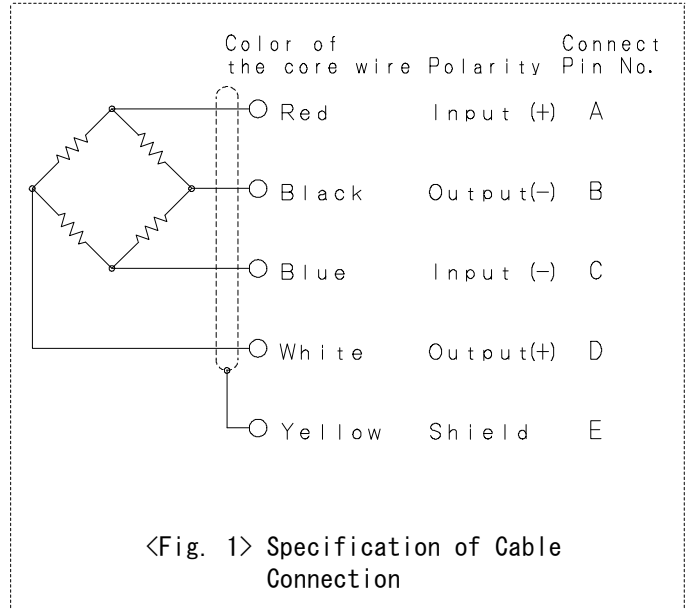 Color of Connect
the core wire Polarity Pin No.
Red Input (+) A
Black Output(−) B
Blue Input (−) C
White Output(+) D
Yellow Shield E
<Fig. 1> Specification of Cable
Connection